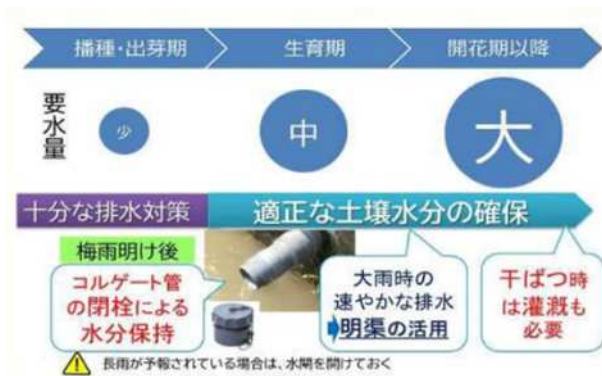 播種・出芽期 生育期 開花期以降
要水量
少 中 大
十分な排水対策 適正な土壌水分の確保
梅雨明け後
コルゲート管
の閉栓による
水分保持
大雨時の
速やかな排水
➡明渠の活用
干ばつ時
は灌漑も
必要
長雨が予報されている場合は、水閘を開けておく